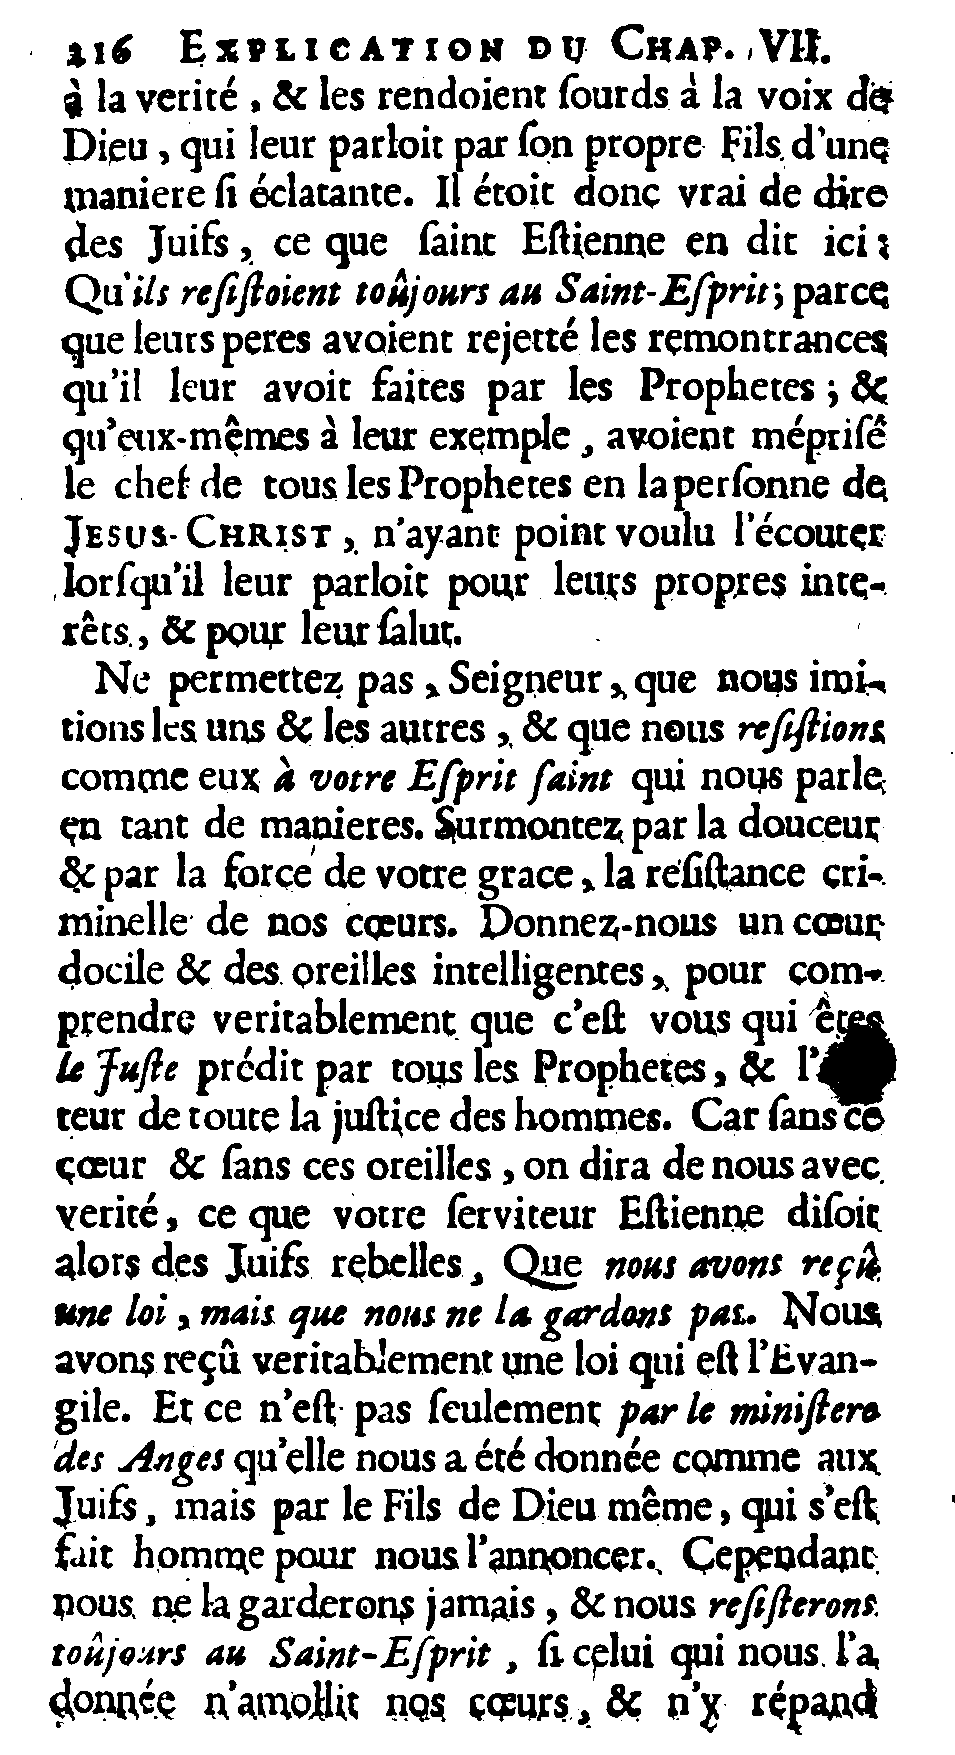 216 EXPLICATION DU CHAP. VII.
à la verité, & les rendoient ſourds à la voix de
Dieu, qui leur parloit par ſon propre Fils d'une
maniere ſi éclatante. Il étoit donc vrai de dire
des Juifs, ce que ſaint Eſtienne en dit ici :
Qu'ils reſiſtoient toûjours au Saint-Eſprit; parce
que leurs peres avoient rejetté les remontrances
qu'il leur avoit faites par les Prophetes ; &
qu'eux-mêmes à leur exemple, avoient mépriſé
le chef de tous les Prophetes en la perſonne de
JESUS-CHRIST, n'ayant point voulu l'écouter
lorſqu'il leur parloit pour leurs propres inte-
rêts, & pour leur ſalut.
Ne permettez pas, Seigneur, que nous imi-
tions les uns & les autres, & que nous reſiſtions
comme eux à votre Eſprit ſaint qui nous parle
en tant de manieres. Surmontez par la douceur
& par la force de votre grace, la reſiſtance cri-
minelle de nos cœurs. Donnez-nous un cœur
docile & des oreilles intelligentes, pour com-
prendre veritablement que c'eſt vous qui êtes
le Juſte prédit par tous les Prophetes, & l'
teur de toute la juſtice des hommes. Car ſans ce
cœur & ſans ces oreilles, on dira de nous avec
verité, ce que votre ſerviteur Eſtienne diſoit
alors des Juifs rebelles, Que nous avons reçû
une loi, mais que nous ne la gardons pas. Nous
avons reçû veritablement une loi qui eſt l'Evan-
gile. Et ce n'eſt pas ſeulement par le miniſtere
des Anges qu'elle nous a été donnée comme aux
Juifs, mais par le Fils de Dieu même, qui s'eſt
fait homme pour nous l'annoncer. Cependant
nous ne la garderons jamais, & nous reſiſterons
toûjours au Saint-Eſprit, ſi celui qui nous l'a
donnée n'amollit nos cœurs, & n'y répand